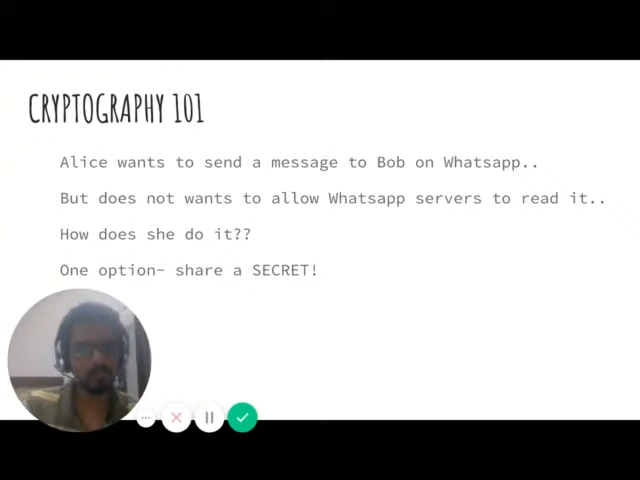 CRYPTOGRAPHY 101
Alice wants to send a message to Bob on Whatsapp..
But does not wants to allow Whatsapp servers to read it..
How does she do it??
One option- share a SECRET!